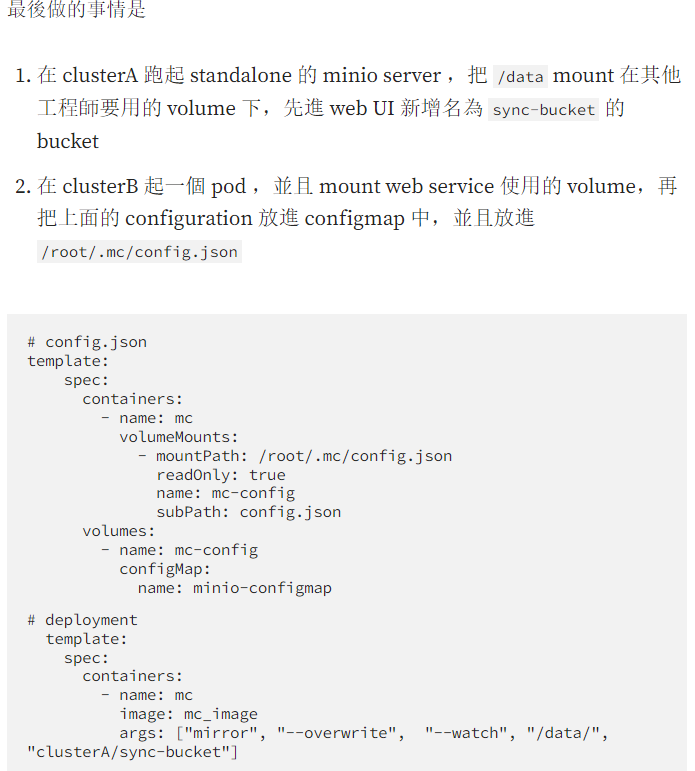 最後做的事情是
1. 在 clusterA 跑起 standalone 的 minio server ，把 /data mount 在其他
工程師要用的 volume 下，先進 web UI 新增名為 sync-bucket 的
bucket
2. 在 clusterB 起一個 pod ，並且 mount web service 使用的 volume，再
把上面的 configuration 放進 configmap 中，並且放進
/root/.mc/config.json
# config.json
template:
    spec:
      containers:
        - name: mc
          volumeMounts:
            - mountPath: /root/.mc/config.json
              readOnly: true
              name: mc-config
              subPath: config.json
      volumes:
        - name: mc-config
          configMap:
            name: minio-configmap
# deployment
  template:
    spec:
      containers:
        - name: mc
          image: mc_image
          args: ["mirror", "--overwrite",  "--watch", "/data/",
"clusterA/sync-bucket"]